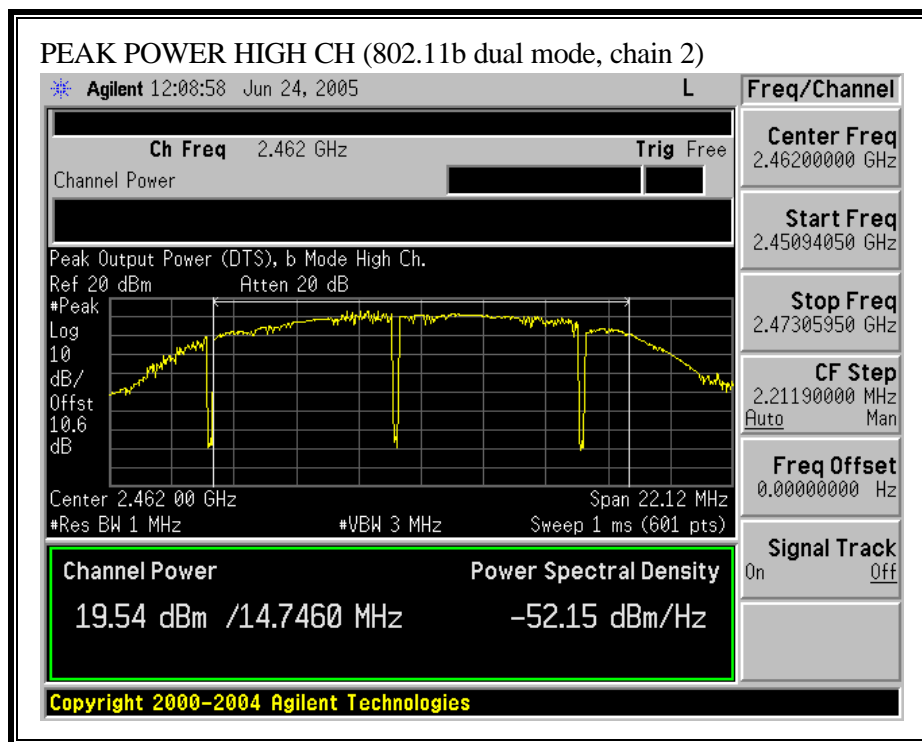 PEAK POWER HIGH CH (802.11b dual mode, chain 2)
Agilent 12:08:58 Jun 24, 2005 L
Freq/Channel
Ch Freq 2.462 GHz Trig Free
Channel Power
Center Freq
2.46200000 GHz
Start Freq
2.45094050 GHz
Stop Freq
2.47305950 GHz
CF Step
2.21190000 MHz
Auto Man
Freq Offset
0.00000000 Hz
Signal Track
On Off
Peak Output Power (DTS), b Mode High Ch.
Ref 20 dBm Atten 20 dB
#Peak
Log
10
dB/
Offst
10.6
dB
Center 2.462 00 GHz Span 22.12 MHz
#Res BW 1 MHz #VBW 3 MHz Sweep 1 ms (601 pts)
Channel Power Power Spectral Density
19.54 dBm /14.7460 MHz -52.15 dBm/Hz
Copyright 2000-2004 Agilent Technologies